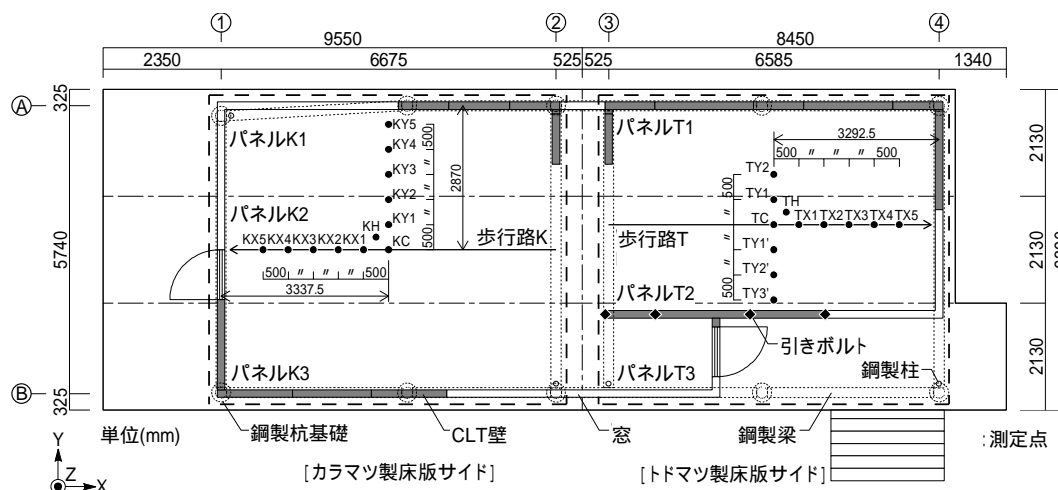 ① ② ③ ④
9550 8450
2350 6675 525 525 6585 1340
Ⓐ
Ⓑ
325
5740
325
2130
2130
2130
パネルK1
パネルK2
パネルK3
KY5
KY4
KY3
KY2
KY1
KC
KH
KX5 KX4 KX3 KX2 KX1
500 〃 〃 〃 500
3337.5
500
〃
〃
500
2870
歩行路K
パネルT1
3292.5
500 〃 〃 〃 500
TY2
TY1
TH
TC TX1 TX2 TX3 TX4 TX5
TY1'
TY2'
TY3'
500
〃
〃
500
歩行路T
パネルT2
パネルT3
引きボルト
鋼製柱
単位(mm)
鋼製杭基礎
CLT壁
窓
鋼製梁
:測定点
[カラマツ製床版サイド]
[トドマツ製床版サイド]
Y
Z
X